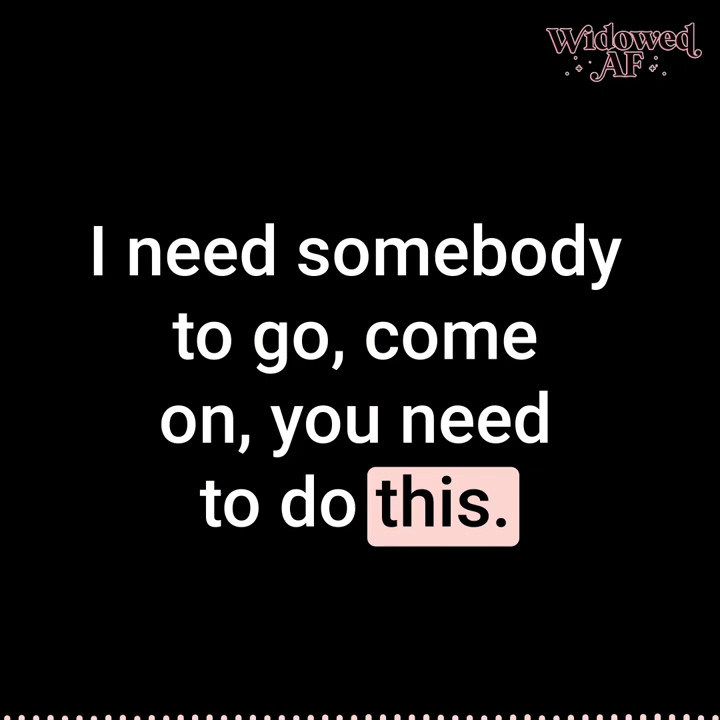 Widowed
AF
I need somebody
to go, come
on, you need
to do this.